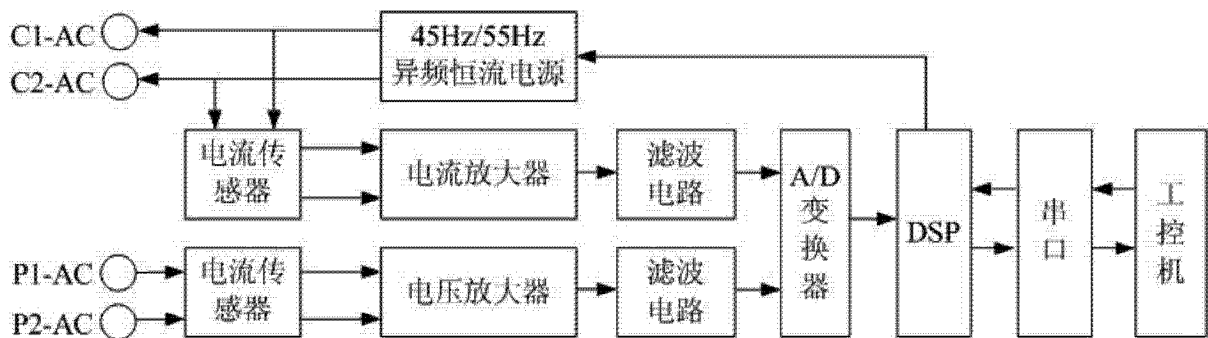 C1-AC
C2-AC
45Hz/55Hz
异频恒流电源
电流传
感器
电流放大器
滤波
电路
A/D
变
换
器
DSP
串
口
工
控
机
P1-AC
P2-AC
电流传
感器
电压放大器
滤波
电路